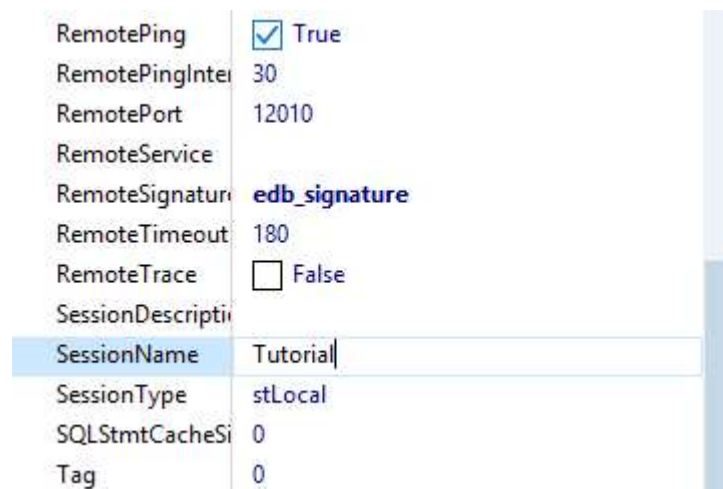 RemotePing True
RemotePingInter 30
RemotePort 12010
RemoteService
RemoteSignature edb_signature
RemoteTimeout 180
RemoteTrace False
SessionDescripti
SessionName Tutorial
SessionType stLocal
SQLStmtCacheSi 0
Tag 0